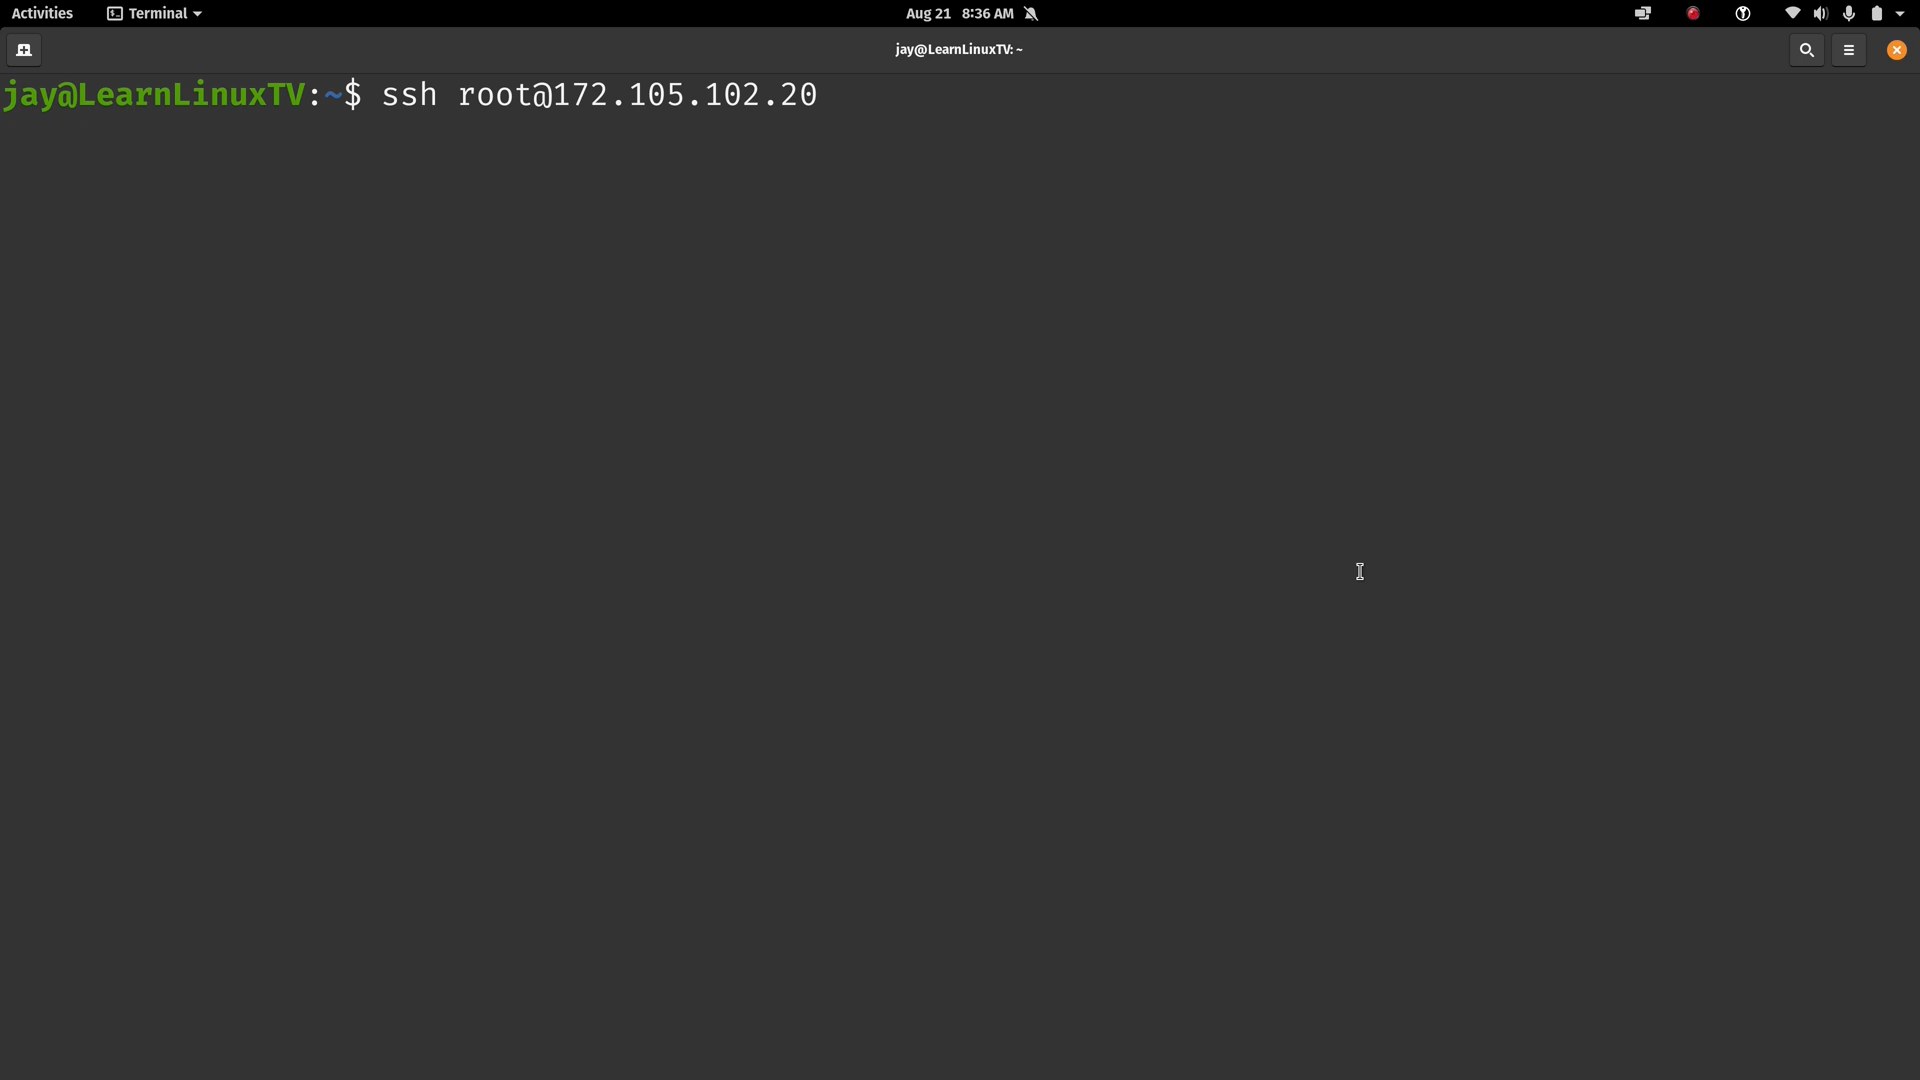 Activities Terminal Aug 21 8:36 AM
jay@LearnLinuxTV: ~
jay@LearnLinuxTV:~$ ssh root@172.105.102.20